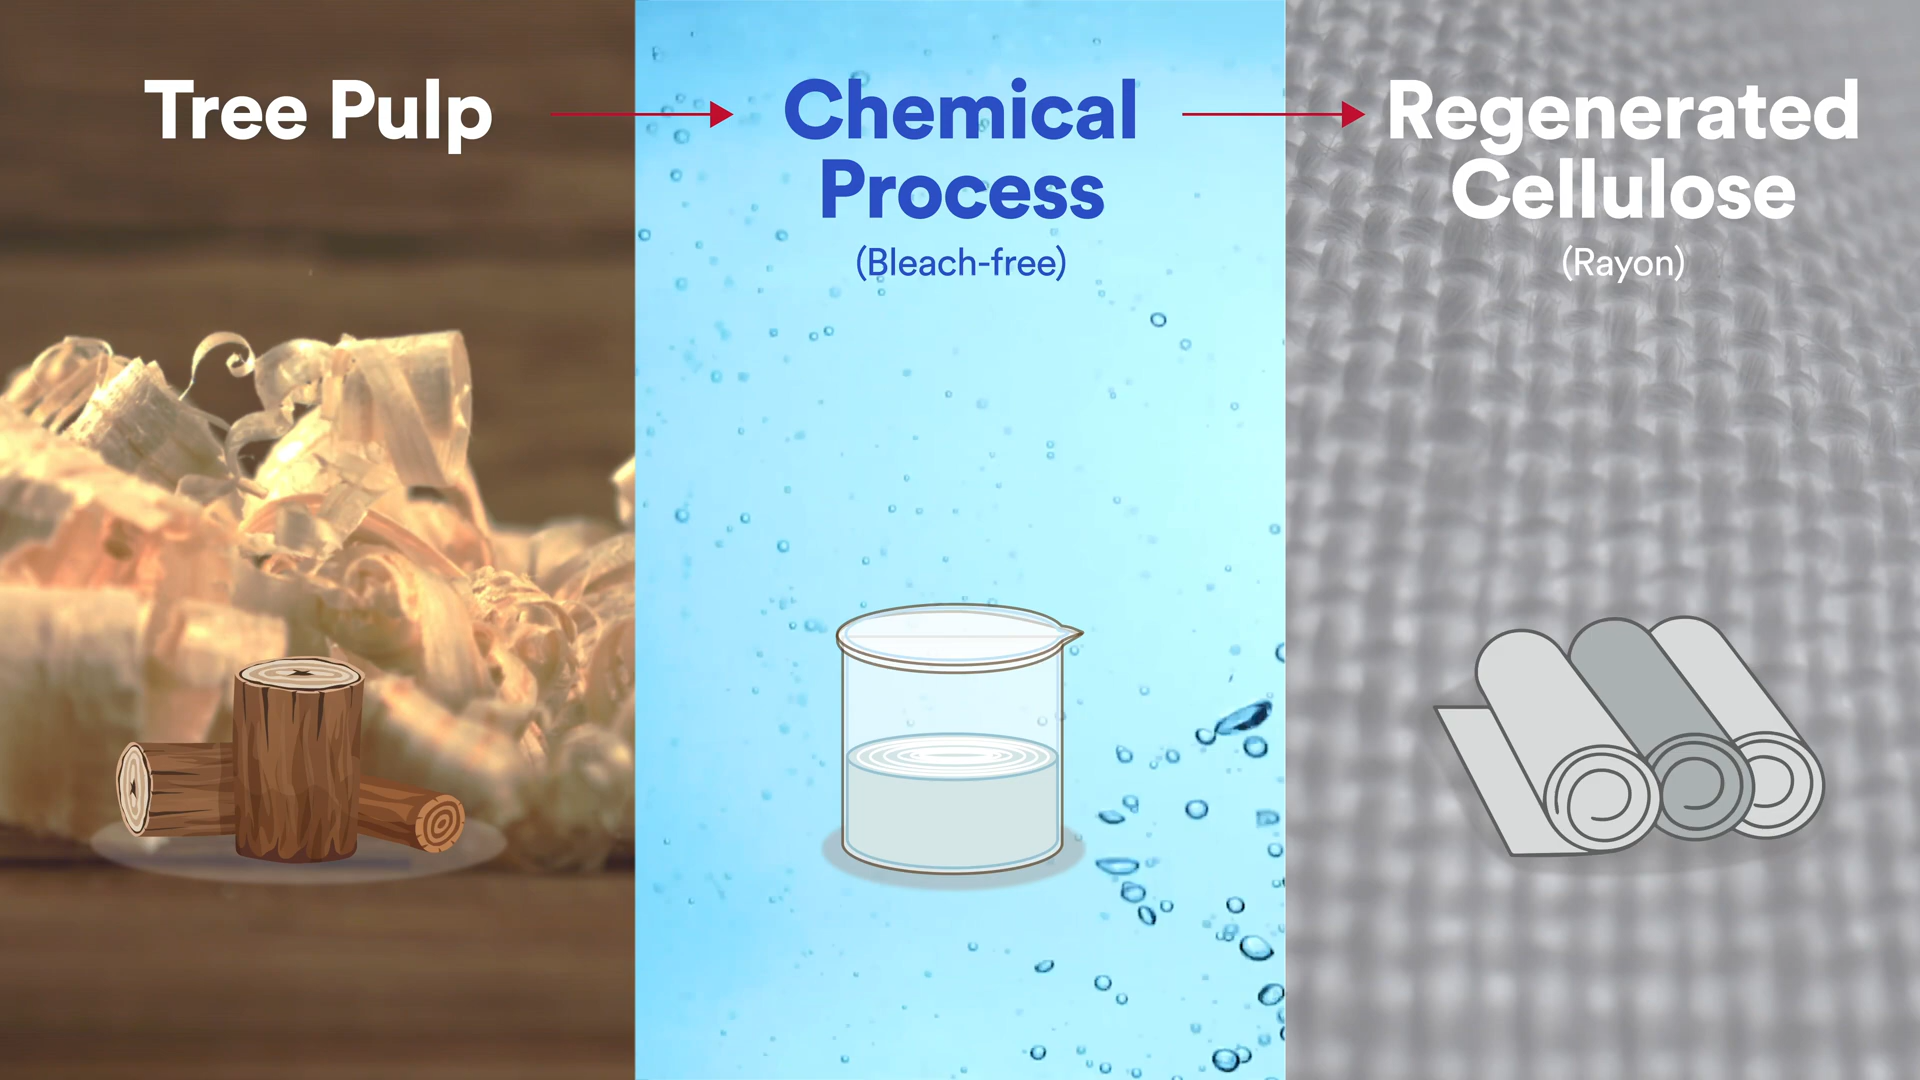 Tree Pulp
Chemical
Process
(Bleach-free)
Regenerated
Cellulose
(Rayon)